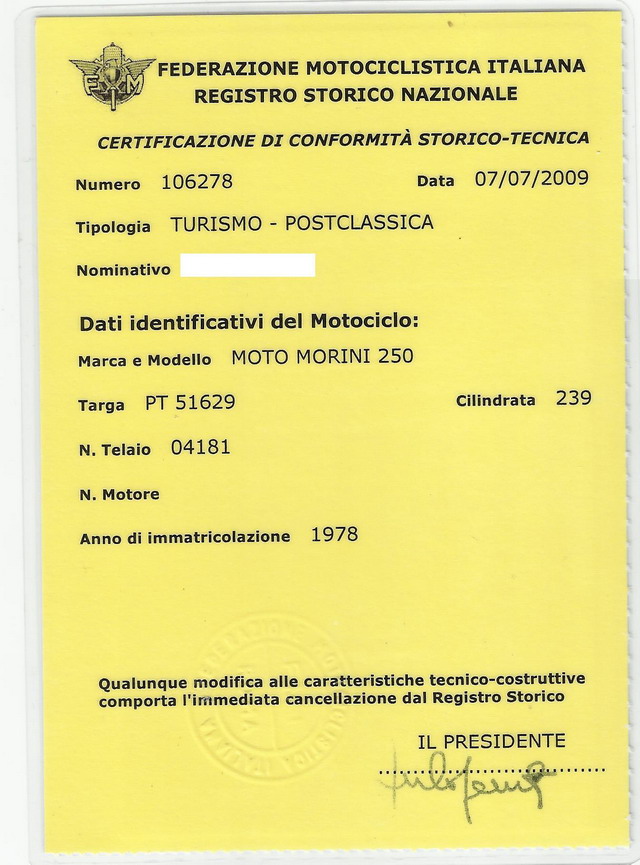 FEDERAZIONE MOTOCICLISTICA ITALIANA
REGISTRO STORICO NAZIONALE
F M I
CERTIFICAZIONE DI CONFORMITÀ STORICO-TECNICA
Numero 106278 Data 07/07/2009
Tipologia TURISMO - POSTCLASSICA
Nominativo
Dati identificativi del Motociclo:
Marca e Modello MOTO MORINI 250
Targa PT 51629 Cilindrata 239
N. Telaio 04181
N. Motore
Anno di immatricolazione 1978
Qualunque modifica alle caratteristiche tecnico-costruttive
comporta l'immediata cancellazione dal Registro Storico
IL PRESIDENTE